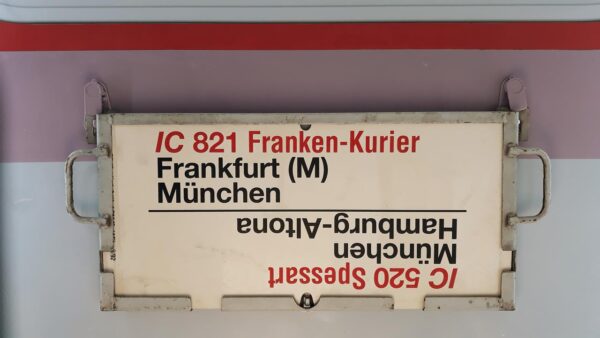 IC 821 Franken-Kurier
Frankfurt (M)
München
IC 520 Spessart
München
Hamburg-Altona